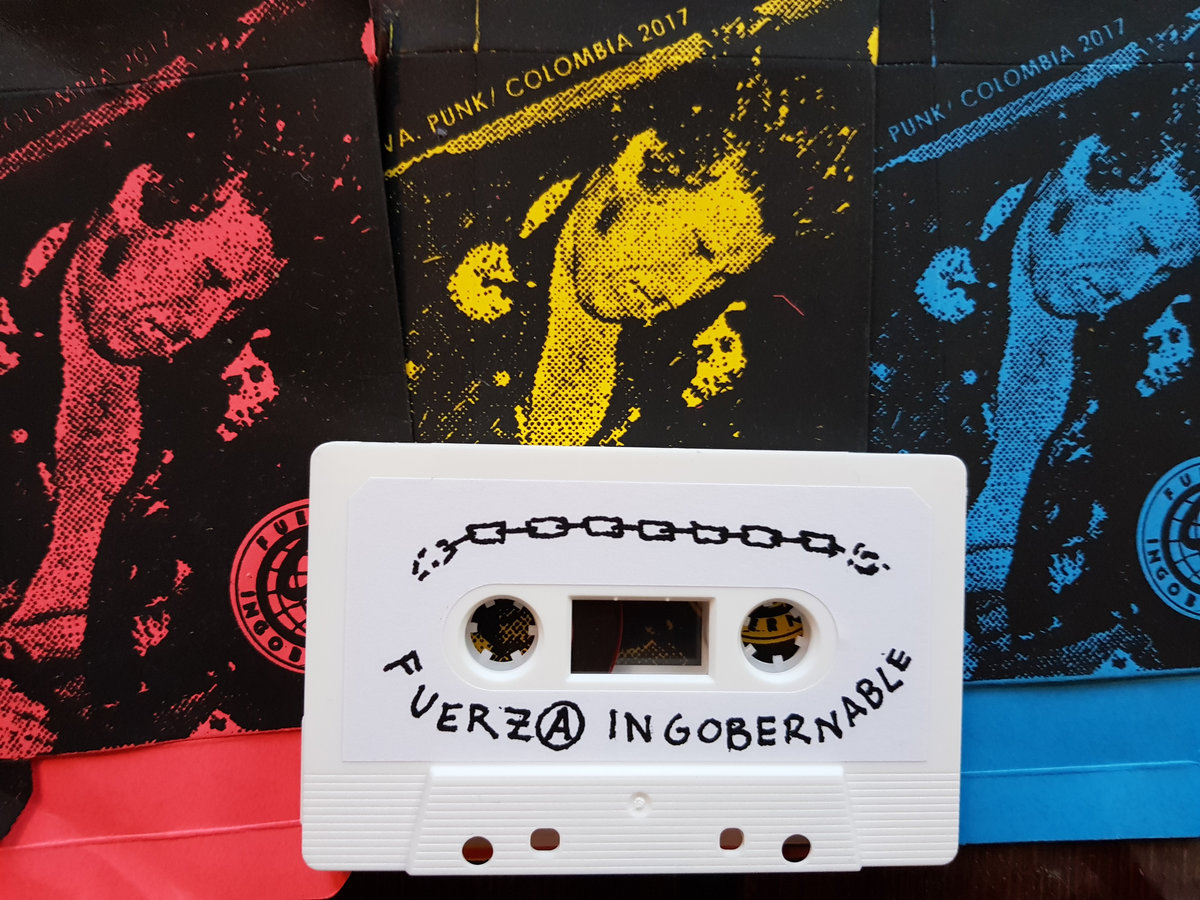 COLOMBIA 2017
VA. PUNK/ COLOMBIA 2017
PUNK/ COLOMBIA 2017
FUERZⒶ INGOBERNABLE